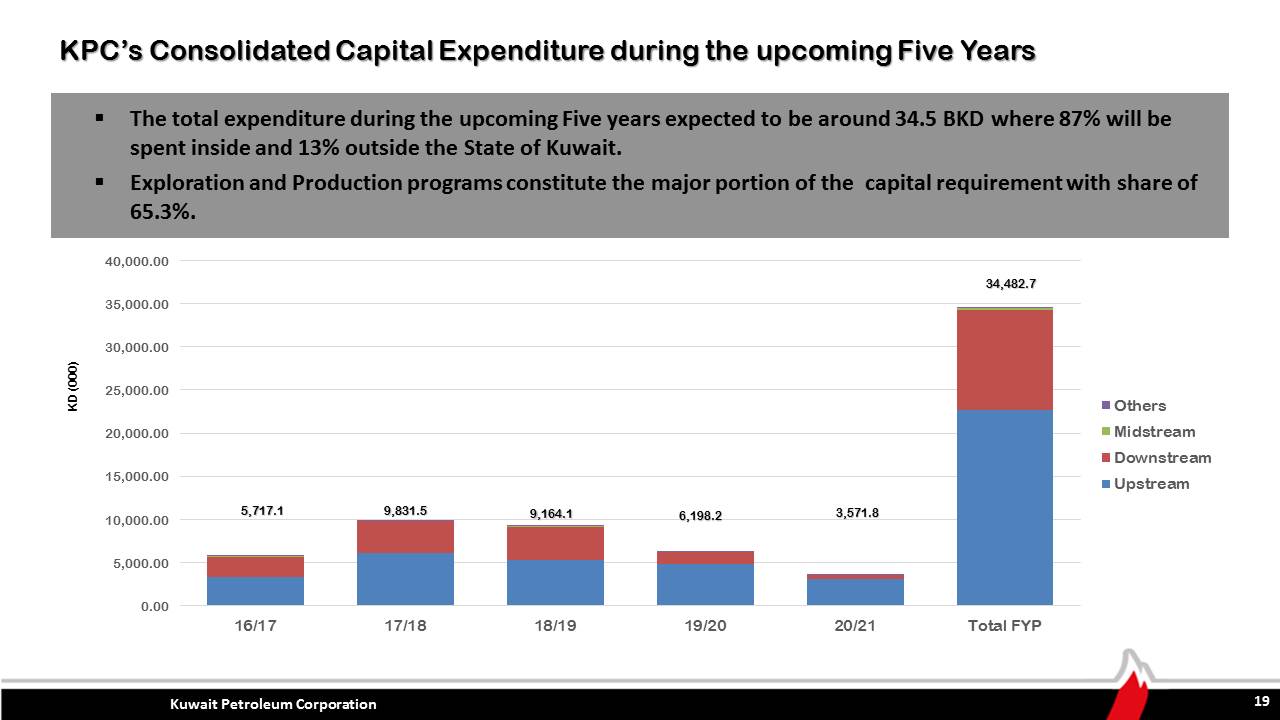 KPC’s Consolidated Capital Expenditure during the upcoming Five Years
▪ The total expenditure during the upcoming Five years expected to be around 34.5 BKD where 87% will be
spent inside and 13% outside the State of Kuwait.
▪ Exploration and Production programs constitute the major portion of the capital requirement with share of
65.3%.
KD (000)
40,000.00
35,000.00
30,000.00
25,000.00
20,000.00
15,000.00
10,000.00
5,000.00
0.00
5,717.1
9,831.5
9,164.1
6,198.2
3,571.8
34,482.7
16/17
17/18
18/19
19/20
20/21
Total FYP
Others
Midstream
Downstream
Upstream
Kuwait Petroleum Corporation
19